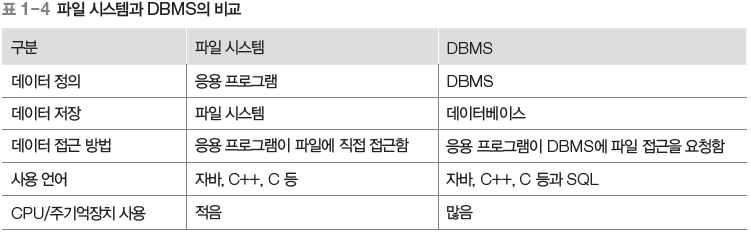 표 1-4 파일 시스템과 DBMS의 비교
구분 파일 시스템 DBMS
데이터 정의 응용 프로그램 DBMS
데이터 저장 파일 시스템 데이터베이스
데이터 접근 방법 응용 프로그램이 파일에 직접 접근함 응용 프로그램이 DBMS에 파일 접근을 요청함
사용 언어 자바, C++, C 등 자바, C++, C 등과 SQL
CPU/주기억장치 사용 적음 많음